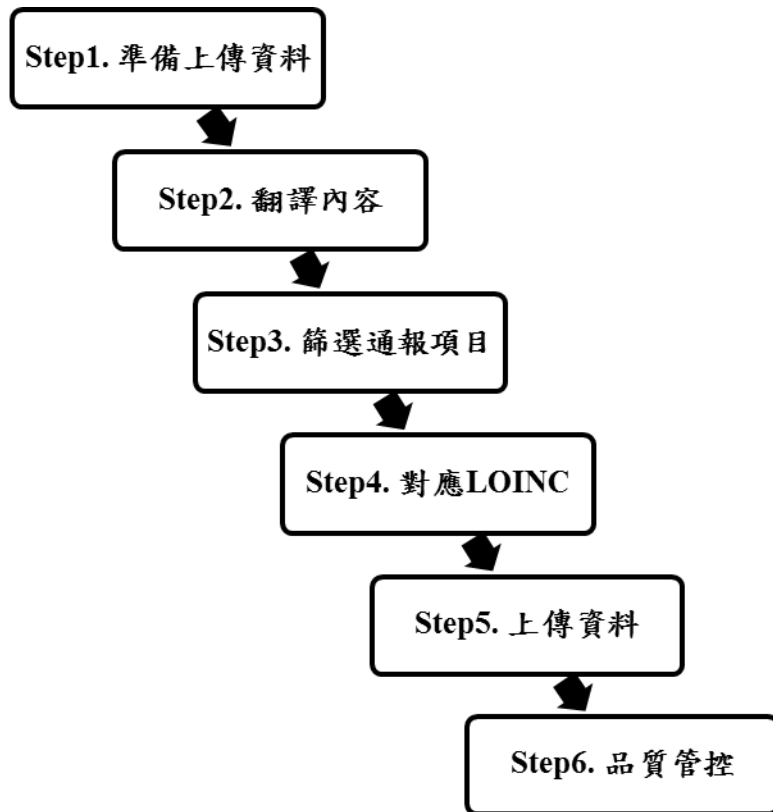 Step1. 準備上傳資料
Step2. 翻譯內容
Step3. 篩選通報項目
Step4. 對應LOINC
Step5. 上傳資料
Step6. 品質管控